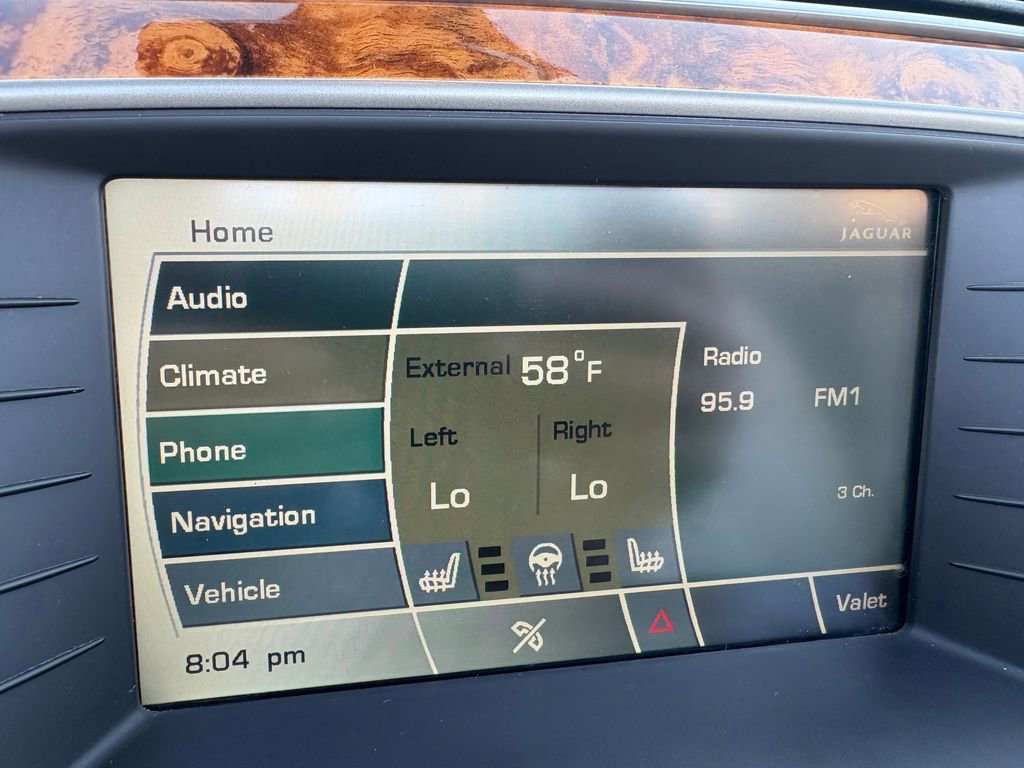 Home
JAGUAR
Audio
Climate
Phone
Navigation
Vehicle
External 58°F
Left Right
Lo Lo
Radio
95.9 FM1
3 Ch.
Valet
8:04 pm